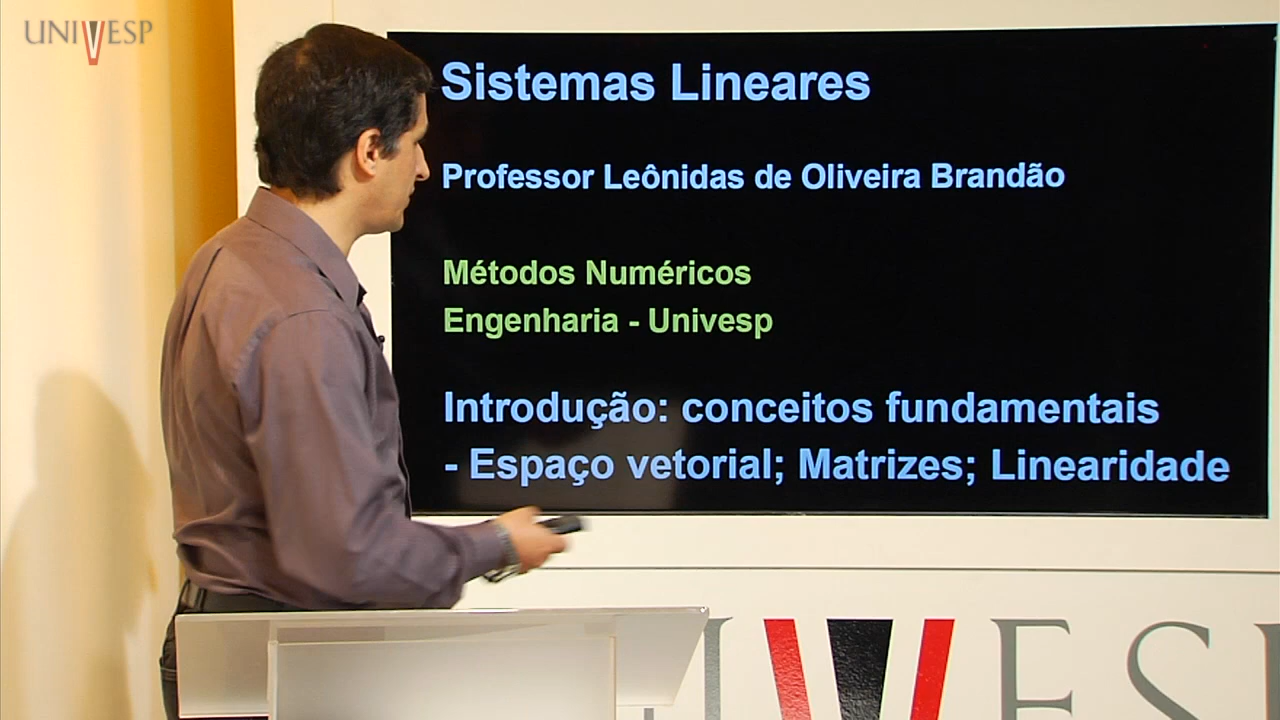 UNIVESP
Sistemas Lineares
Professor Leônidas de Oliveira Brandão
Métodos Numéricos
Engenharia - Univesp
Introdução: conceitos fundamentais
- Espaço vetorial; Matrizes; Linearidade
IVESP